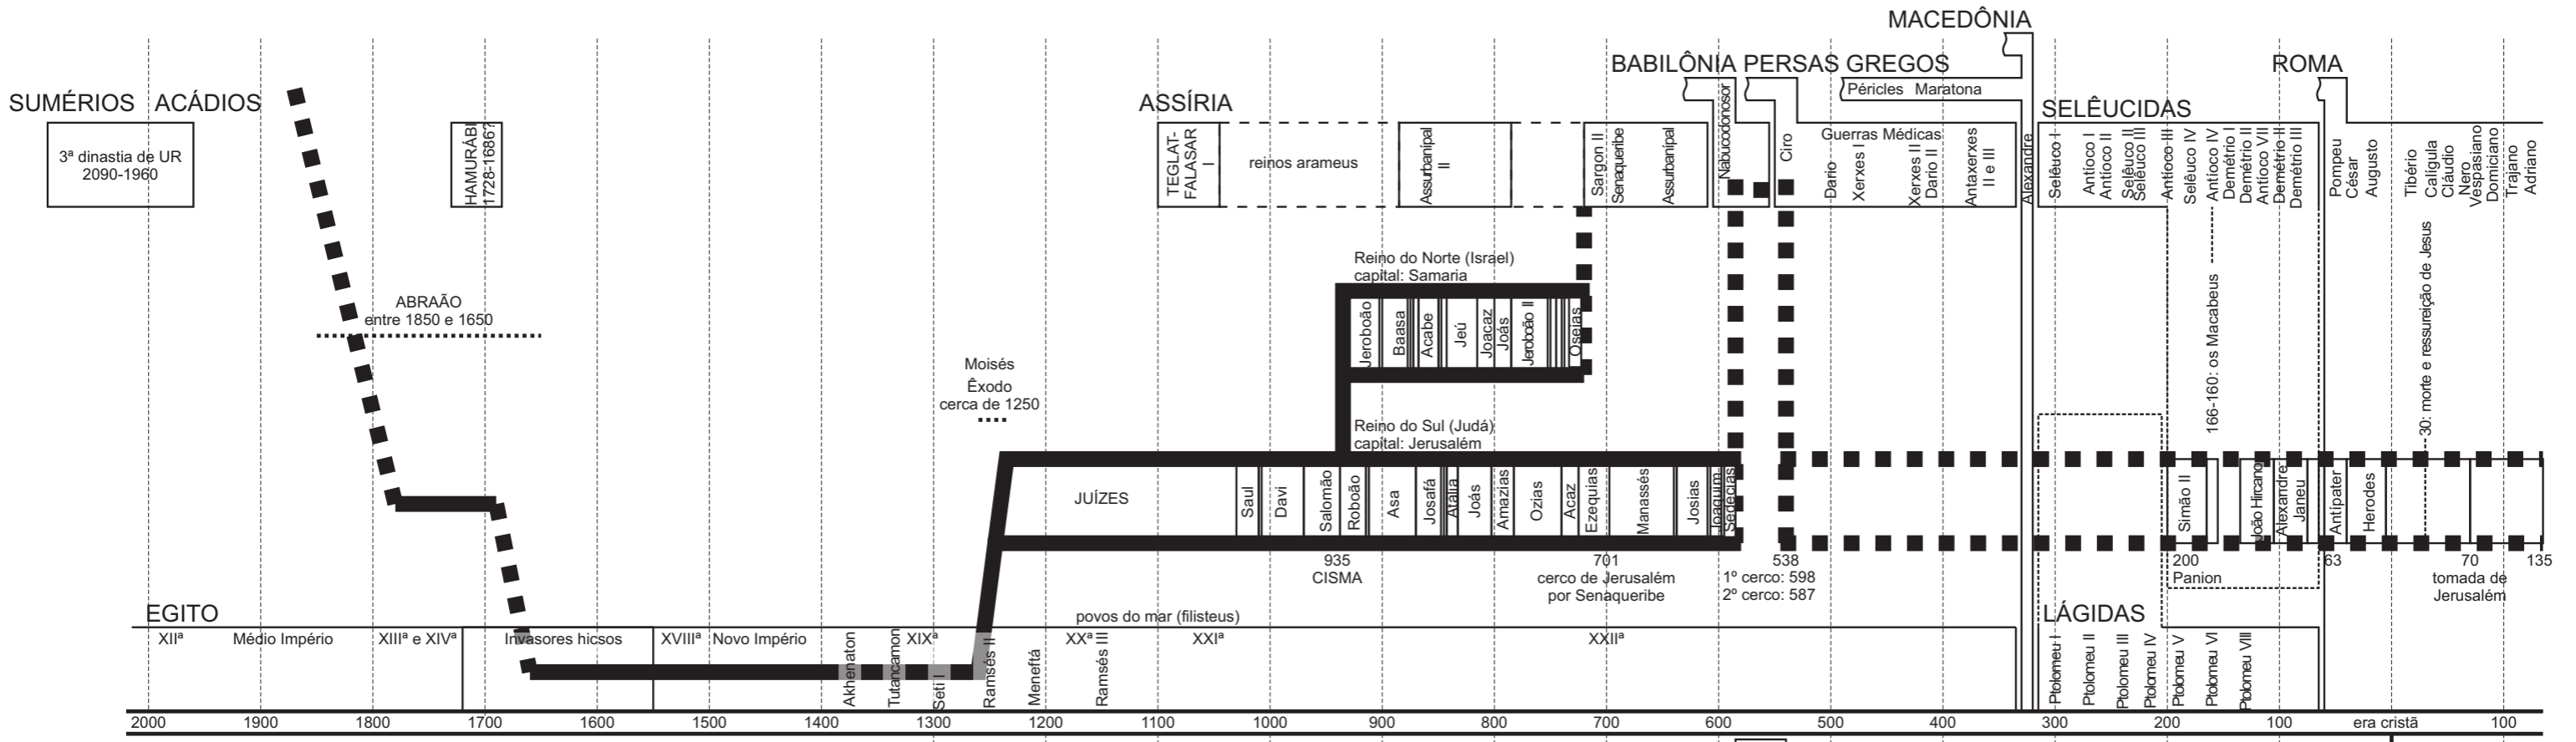 MACEDÔNIA
BABILÔNIA PERSAS GREGOS
ROMA
Péricles Maratona
SUMÉRIOS ACÁDIOS
ASSÍRIA
SELÊUCIDAS
3ª dinastia de UR
2090-1960
HAMURÁBI
1728-1686?
TEGLAT-
FALASAR
I
reinos arameus
Assurbanipal
II
Sargon II
Senaqueribe
Assurbanipal
Nabucodonosor
Ciro
Guerras Médicas
Dario
Xerxes I
Xerxes II
Dario II
Antaxerxes
II e III
Alexandre
Selêuco I
Antíoco I
Antíoco II
Selêuco II
Selêuco III
Antíoco III
Selêuco IV
Antíoco IV
Demétrio I
Demétrio II
Antíoco VII
Demétrio II
Demétrio III
Pompeu
César
Augusto
Tibério
Calígula
Cláudio
Nero
Vespasiano
Domiciano
Trajano
Adriano
166-160: os Macabeus
30: morte e ressureição de Jesus
ABRAÃO
entre 1850 e 1650
Moisés
Êxodo
cerca de 1250
Reino do Norte (Israel)
capital: Samaria
Jeroboão
Baasa
Acabe
Jeú
Joacaz
Joás
Jeroboão II
Oseias
Reino do Sul (Judá)
capital: Jerusalém
JUÍZES
Saul
Davi
Salomão
Roboão
Asa
Josafá
Atalia
Joás
Amazias
Ozias
Acaz
Ezequias
Manassés
Josias
Joaquim
Sedecias
Simão II
João Hircano
Alexandre
Janeu
Antipater
Herodes
935
CISMA
701
cerco de Jerusalém
por Senaqueribe
538
1º cerco: 598
2º cerco: 587
200
Panion
63
70
tomada de
Jerusalém
135
EGITO
povos do mar (filisteus)
LÁGIDAS
XIIª Médio Império XIIIª e XIVª Invasores hicsos XVIIIª Novo Império XIXª XXª XXIª XXIIª
Akhenaton
Tutancamon
Seti I
Ramsés II
Meneftá
Ramsés III
Ptolomeu I
Ptolomeu II
Ptolomeu III
Ptolomeu IV
Ptolomeu V
Ptolomeu VI
Ptolomeu VIII
2000 1900 1800 1700 1600 1500 1400 1300 1200 1100 1000 900 800 700 600 500 400 300 200 100 era cristã 100